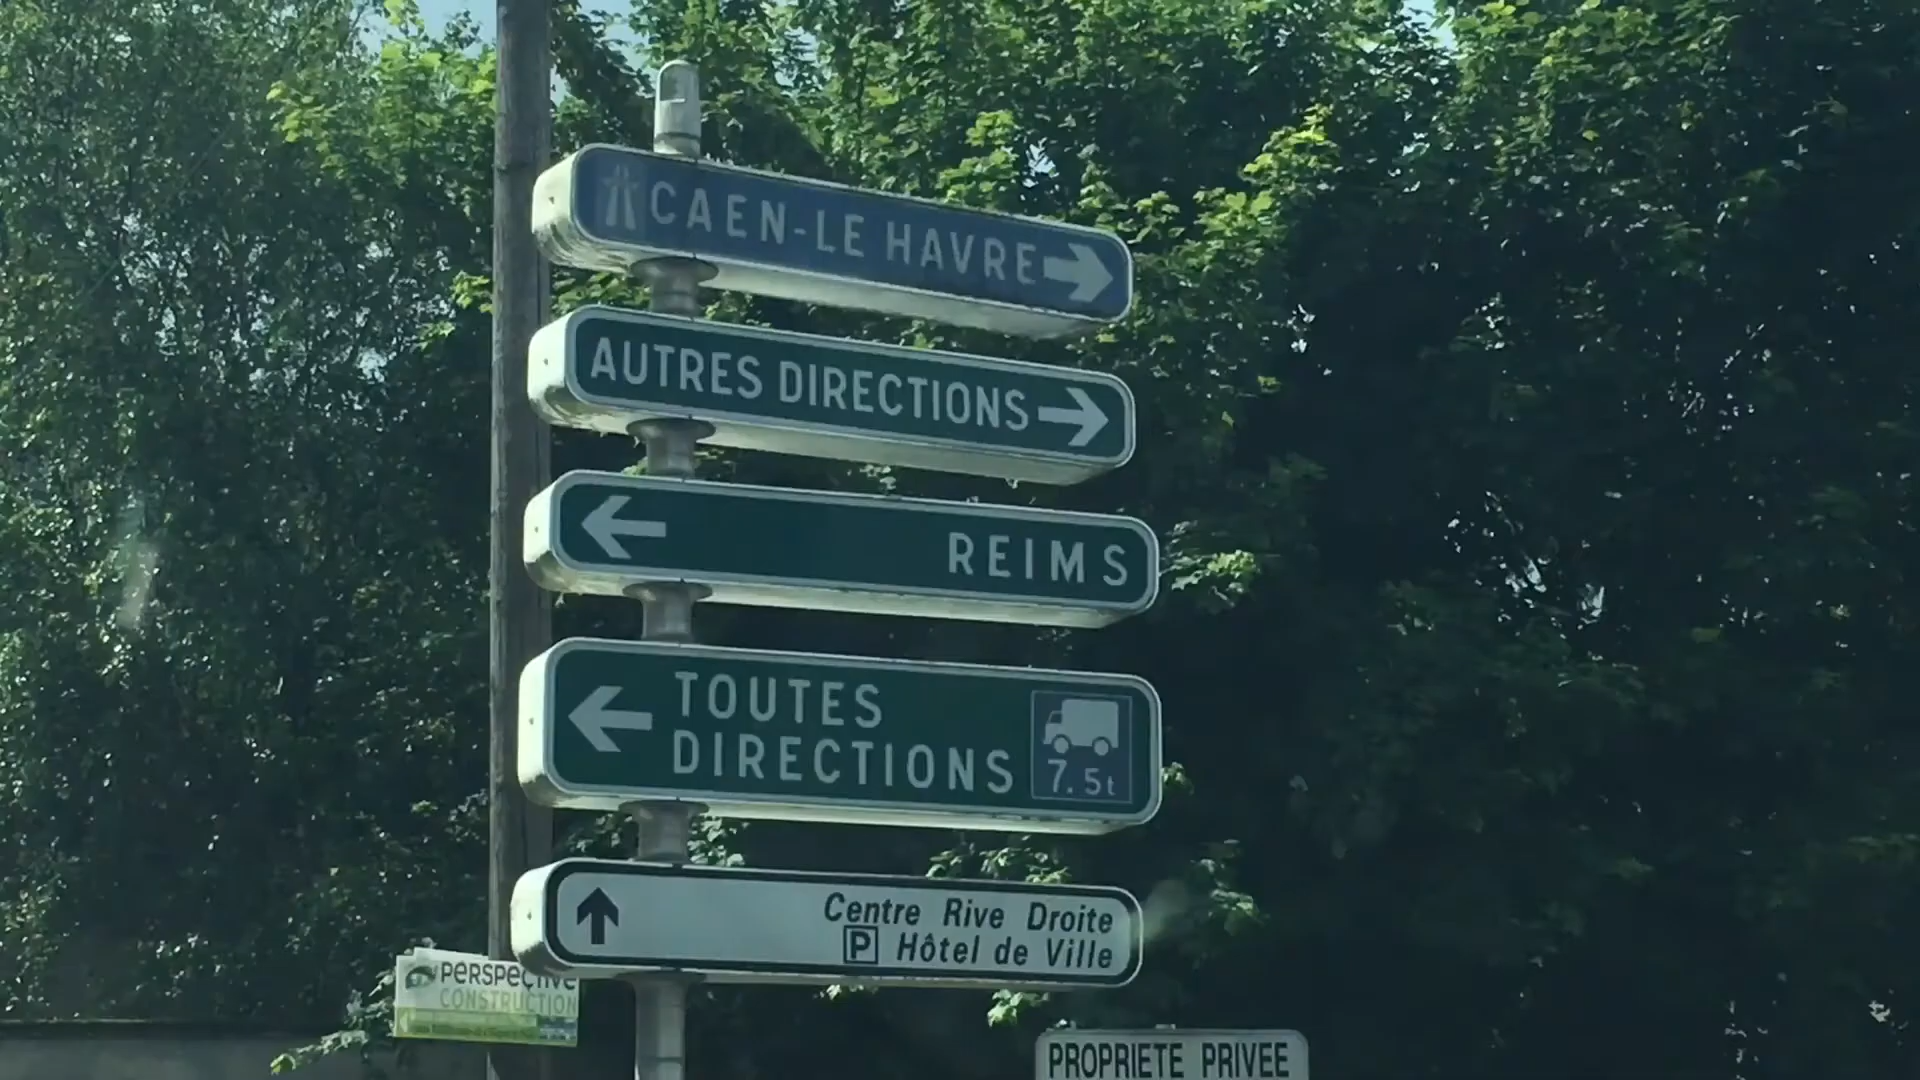 CAEN-LE HAVRE
AUTRES DIRECTIONS
REIMS
TOUTES
DIRECTIONS
7.5t
Centre Rive Droite
P Hôtel de Ville
PERSPECTIVE
CONSTRUCTION
PROPRIETE PRIVEE